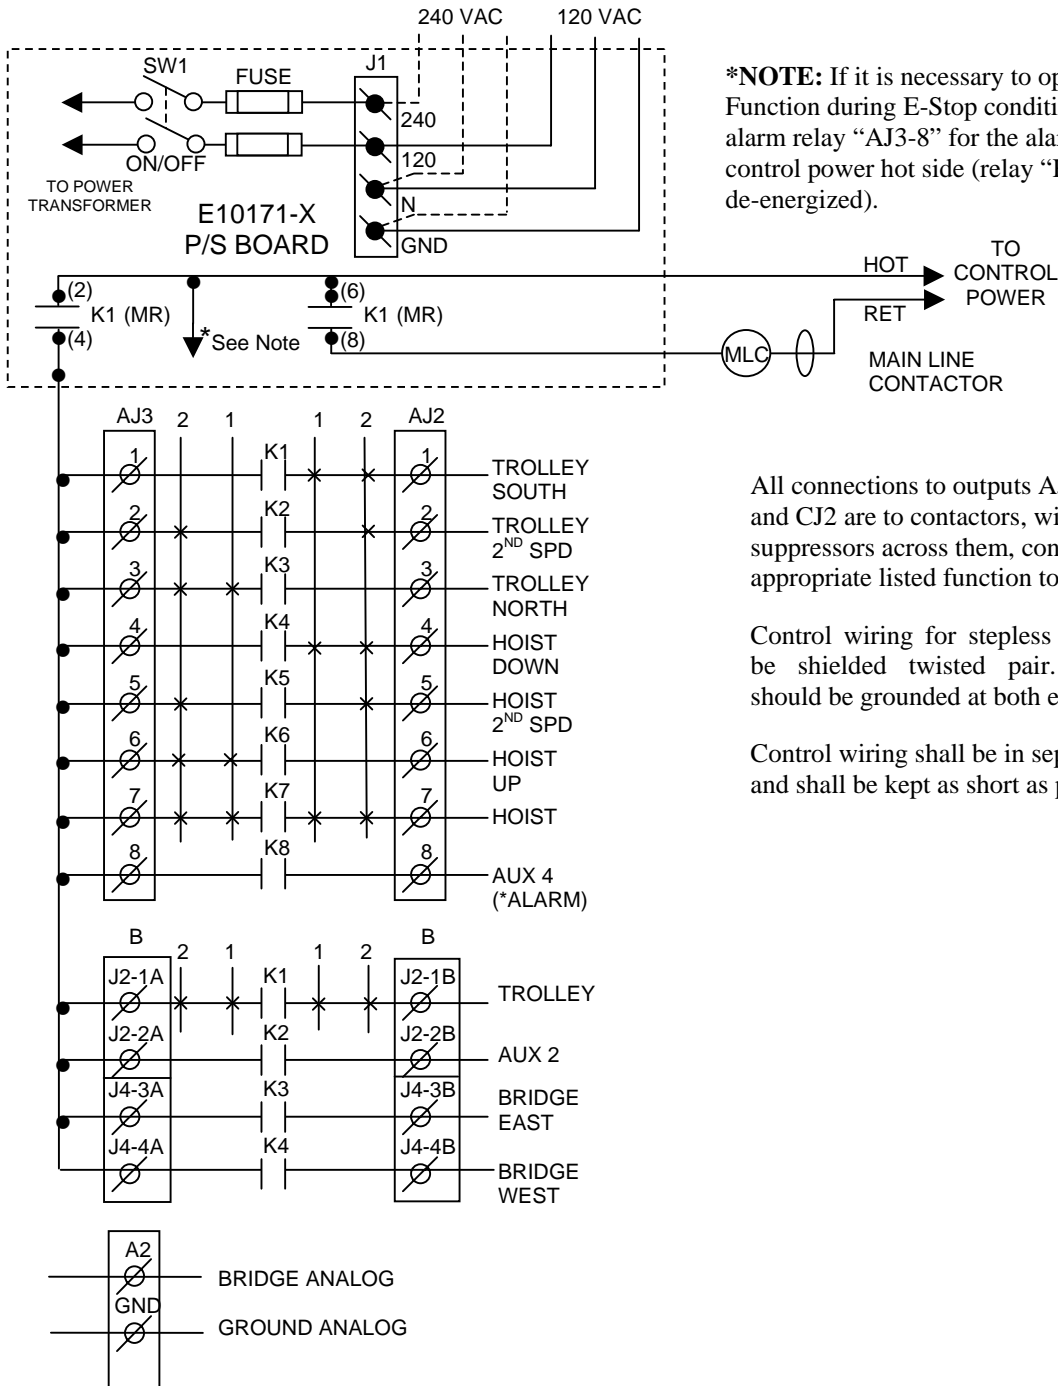 240 VAC 120 VAC
SW1 FUSE J1
240
120
N
GND
ON/OFF
TO POWER
TRANSFORMER
E10171-X
P/S BOARD
*NOTE: If it is necessary to op
Function during E-Stop conditi
alarm relay “AJ3-8” for the alar
control power hot side (relay “
de-energized).
HOT
RET
TO
CONTROL
POWER
(2)
K1 (MR)
(4)
*See Note
(6)
K1 (MR)
(8)
MLC
MAIN LINE
CONTACTOR
AJ3 2 1 1 2 AJ2
1 K1 1 TROLLEY
SOUTH
2 K2 2 TROLLEY
2ND SPD
3 K3 3 TROLLEY
NORTH
4 K4 4 HOIST
DOWN
5 K5 5 HOIST
2ND SPD
6 K6 6 HOIST
UP
7 K7 7 HOIST
8 K8 8 AUX 4
(*ALARM)
All connections to outputs A
and CJ2 are to contactors, wi
suppressors across them, con
appropriate listed function to
Control wiring for stepless
be shielded twisted pair.
should be grounded at both e
Control wiring shall be in sep
and shall be kept as short as p
B 2 1 1 2 B
J2-1A K1 J2-1B TROLLEY
J2-2A K2 J2-2B AUX 2
J4-3A K3 J4-3B BRIDGE
EAST
J4-4A K4 J4-4B BRIDGE
WEST
A2 BRIDGE ANALOG
GND GROUND ANALOG